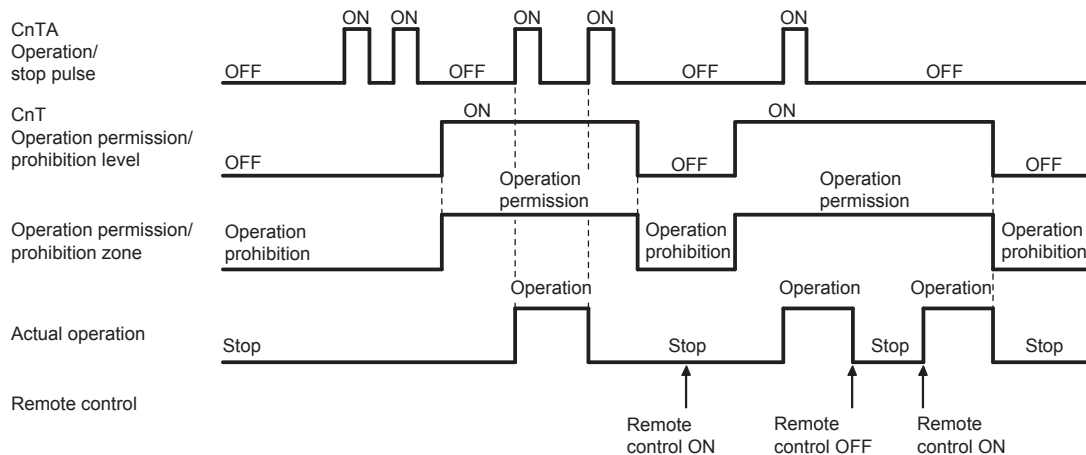 CnTA
Operation/
stop pulse
ON ON ON ON ON
OFF OFF OFF OFF
CnT
Operation permission/
prohibition level
ON ON
OFF OFF OFF
Operation permission/
prohibition zone
Operation
permission
Operation
permission
Operation
prohibition
Operation
prohibition
Operation
prohibition
Actual operation
Operation Operation Operation
Stop Stop Stop Stop
Remote control
Remote
control ON
Remote
control OFF
Remote
control ON